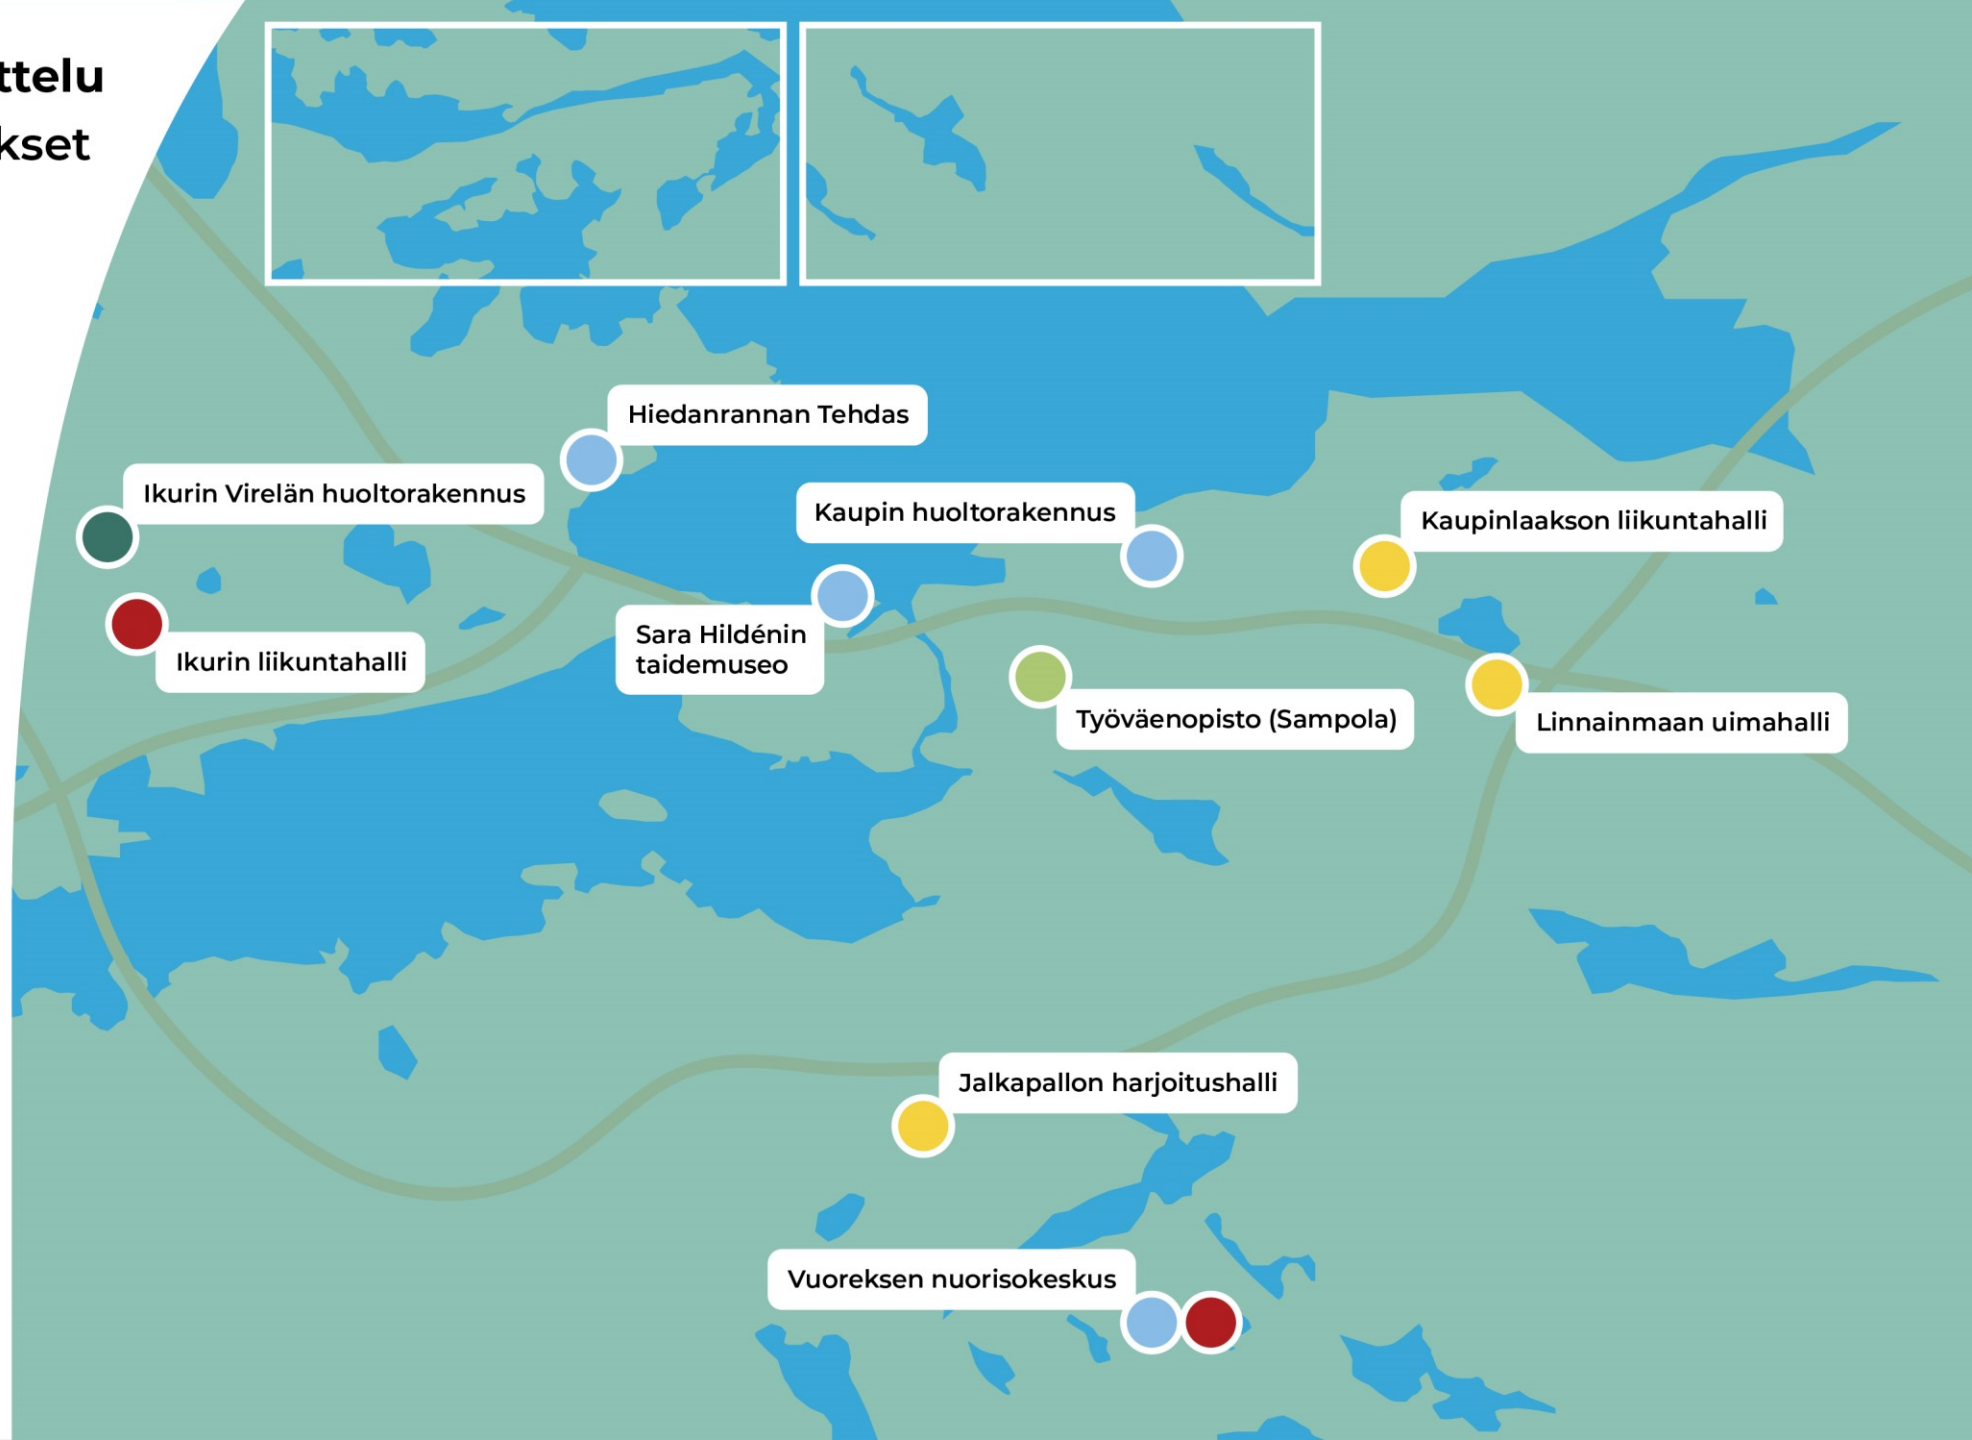 ttelu
kset
Hiedanrannan Tehdas
Ikurin Virelän huoltorakennus
Kaupin huoltorakennus
Kaupinlaakson liikuntahalli
Sara Hildénin
taidemuseo
Ikurin liikuntahalli
Työväenopisto (Sampola)
Linnainmaan uimahalli
Jalkapallon harjoitushalli
Vuoreksen nuorisokeskus